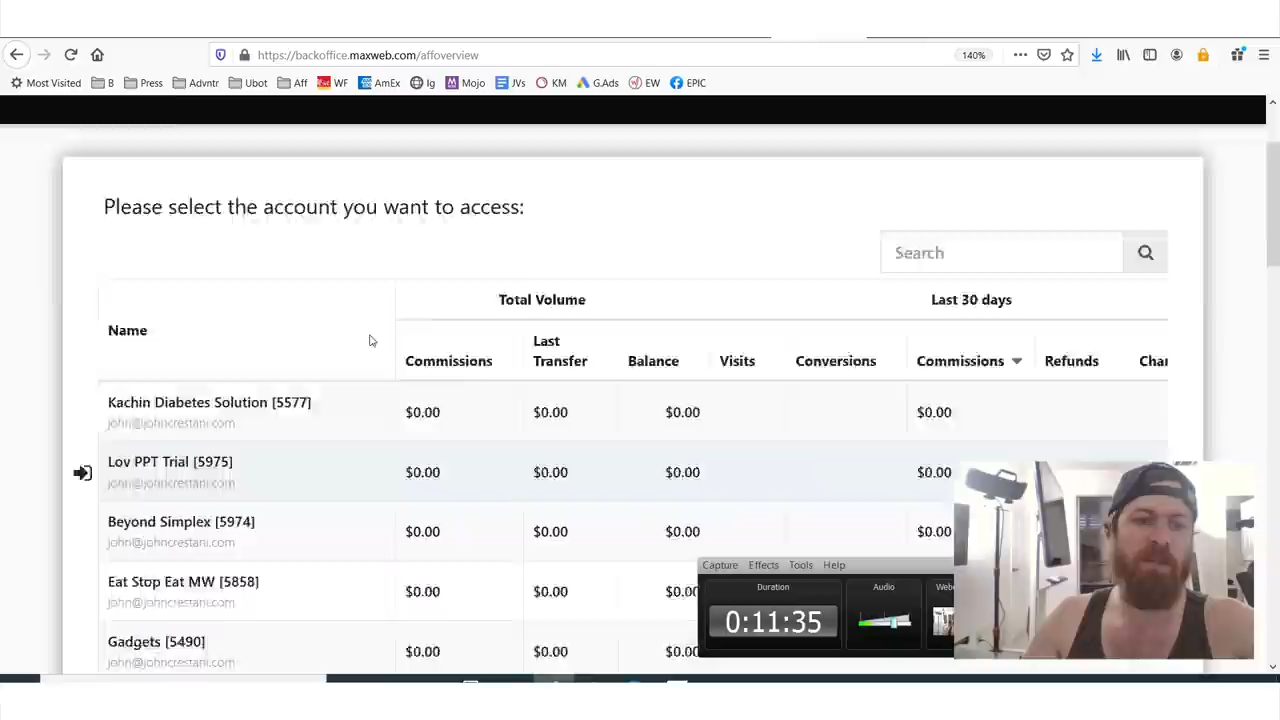 https://backoffice.maxweb.com/affoverview
140%
Most Visited B Press Advntr Ubot Aff WF AmEx Ig Mojo JVs KM G.Ads EW EPIC
Please select the account you want to access:
Search
Total Volume Last 30 days
Name
Commissions Last Transfer Balance Visits Conversions Commissions Refunds Char
Kachin Diabetes Solution [5577] $0.00 $0.00 $0.00 $0.00
john@johncrestani.com
Lov PPT Trial [5975] $0.00 $0.00 $0.00 $0.00
john@johncrestani.com
Beyond Simplex [5974] $0.00 $0.00 $0.00 $0.00
john@johncrestani.com
Capture Effects Tools Help
Eat Stop Eat MW [5858] $0.00 $0.00 $0.00
john@johncrestani.com
Duration Audio Web
0:11:35
Gadgets [5490] $0.00 $0.00 $0.00
john@johncrestani.com